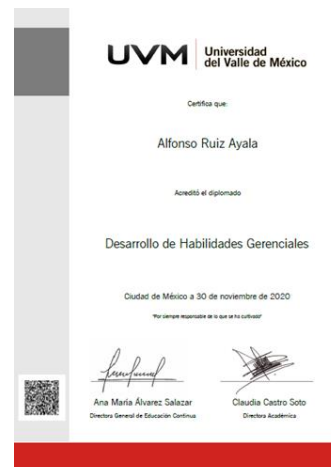 UVM Universidad
del Valle de México
Certifica que:
Alfonso Ruiz Ayala
Acreditó el diplomado
Desarrollo de Habilidades Gerenciales
Ciudad de México a 30 de noviembre de 2020
"Por siempre responsable de lo que se ha cultivado"
Ana María Álvarez Salazar
Directora General de Educación Continua
Claudia Castro Soto
Directora Académica